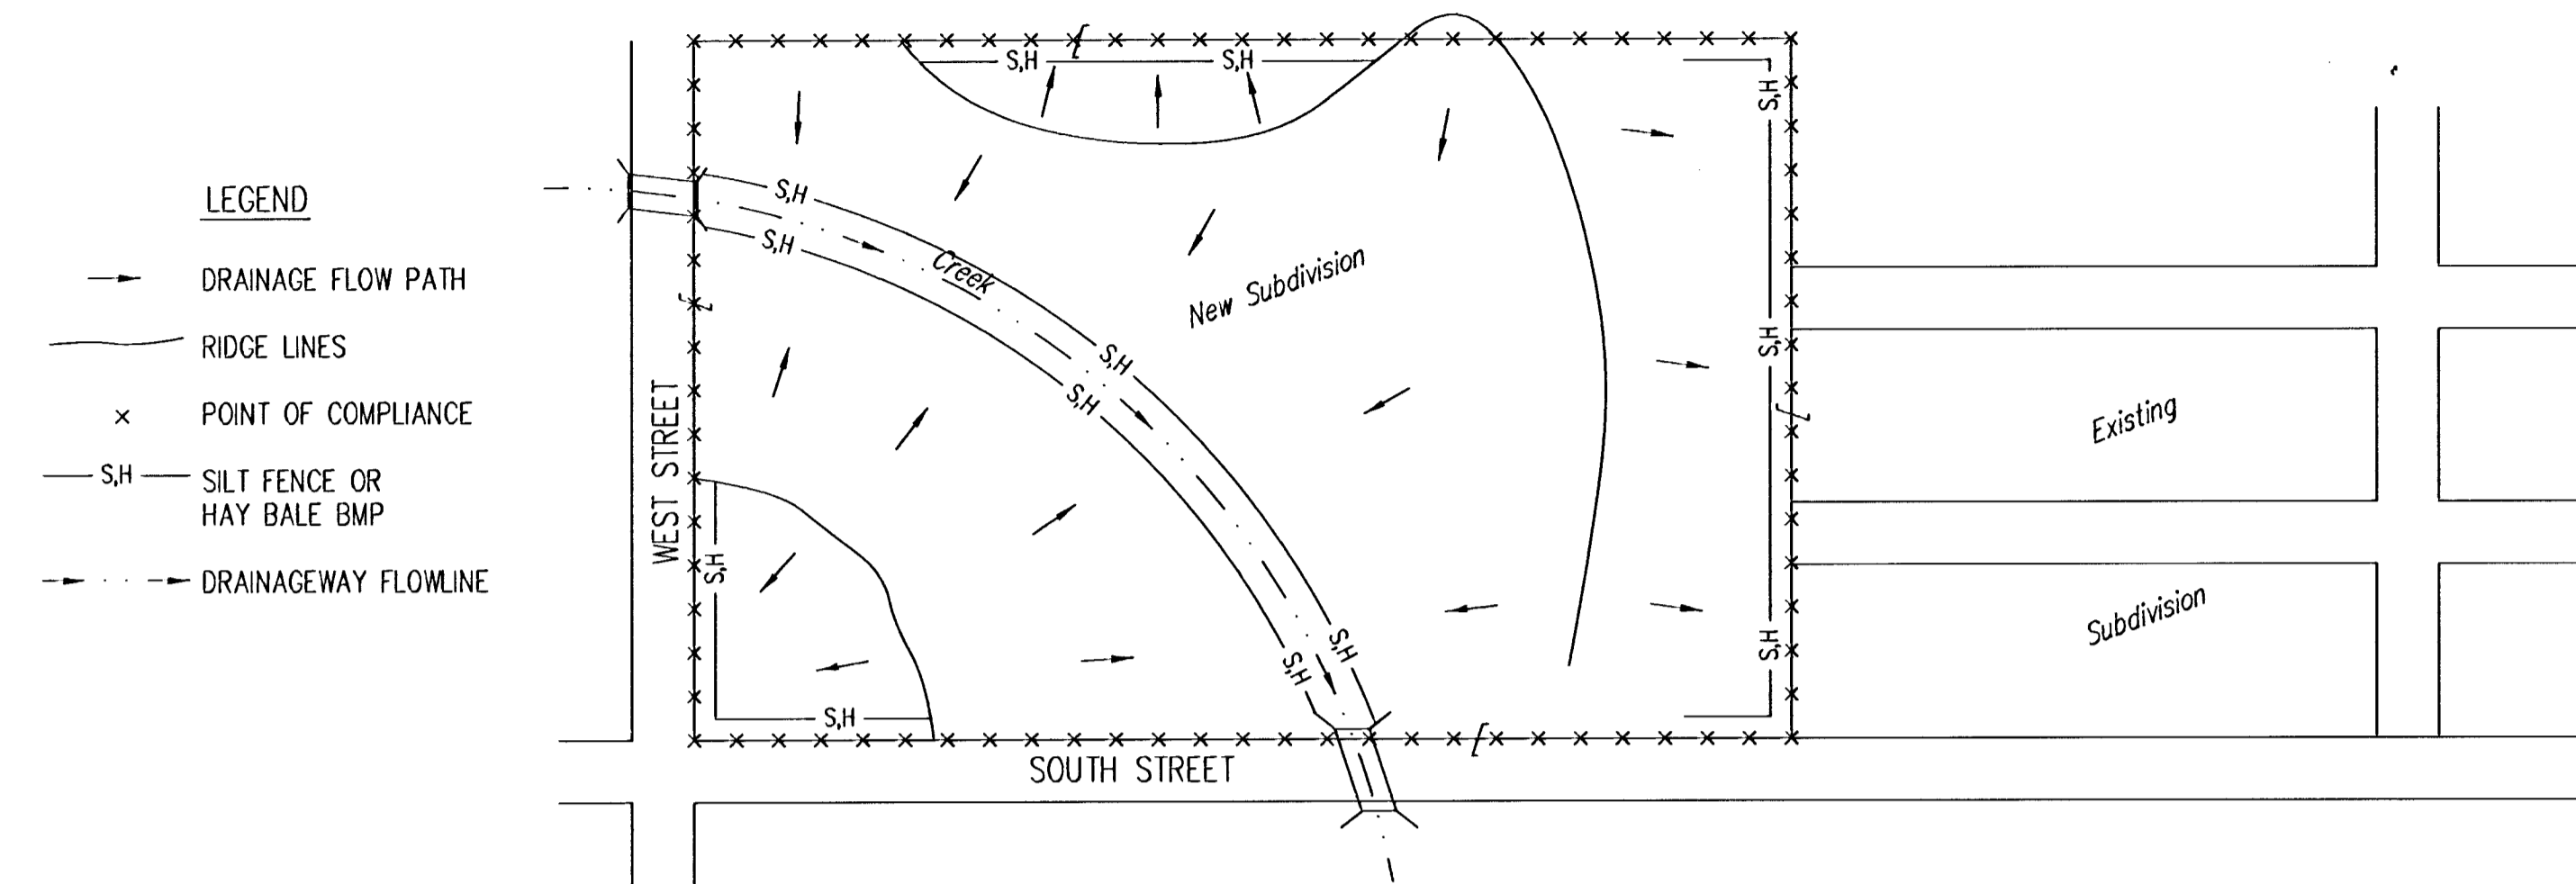 LEGEND
DRAINAGE FLOW PATH
RIDGE LINES
POINT OF COMPLIANCE
S,H
SILT FENCE OR
HAY BALE BMP
DRAINAGEWAY FLOWLINE
S,H
S,H
S,H
S,H
S,H
Creek
New Subdivision
S,H
S,H
S,H
WEST STREET
Existing
S,H
Subdivision
S,H
S,H
S,H
S,H
SOUTH STREET